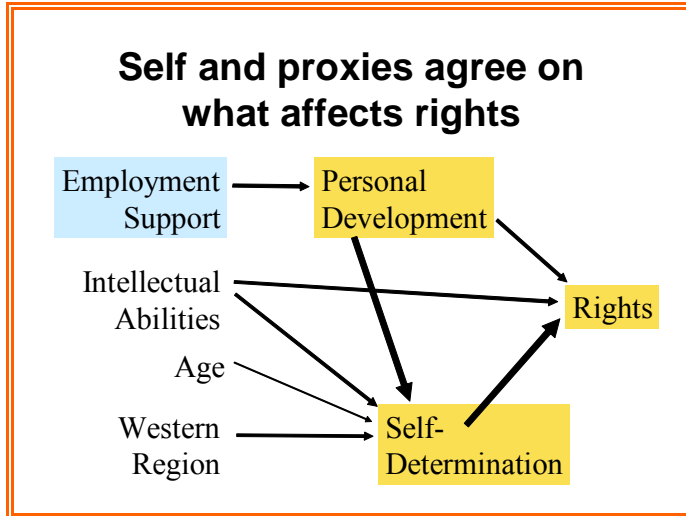 Self and proxies agree on
what affects rights
Employment
Support
Personal
Development
Intellectual
Abilities
Rights
Age
Western
Region
Self-
Determination